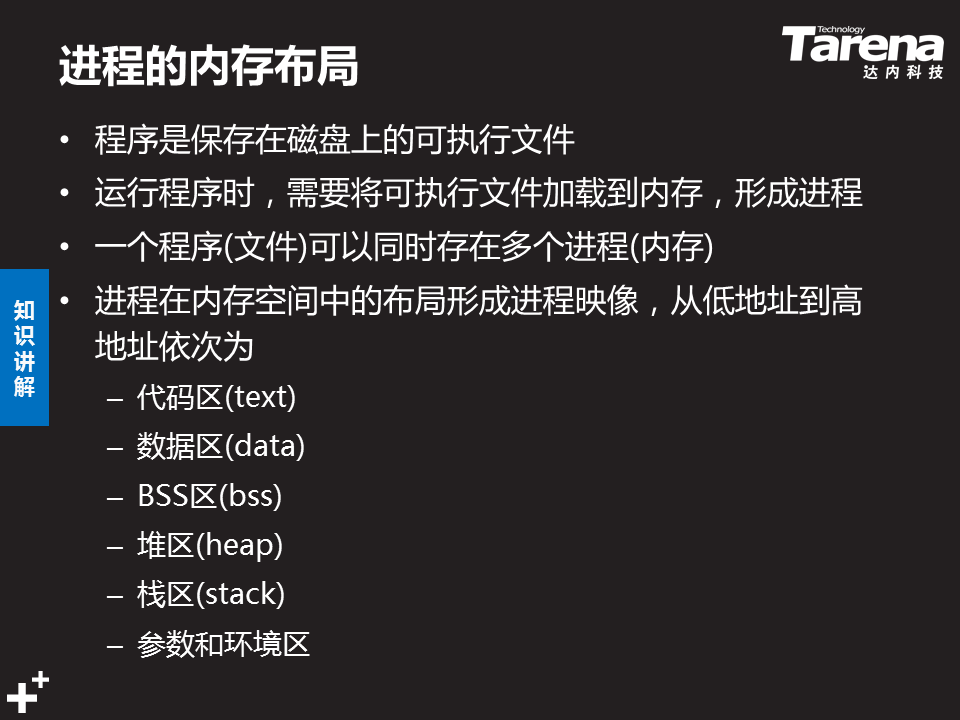 进程的内存布局
Technology
Tarena
达内科技
• 程序是保存在磁盘上的可执行文件
• 运行程序时，需要将可执行文件加载到内存，形成进程
• 一个程序(文件)可以同时存在多个进程(内存)
• 进程在内存空间中的布局形成进程映像，从低地址到高
地址依次为
– 代码区(text)
– 数据区(data)
– BSS区(bss)
– 堆区(heap)
– 栈区(stack)
– 参数和环境区
知
识
讲
解